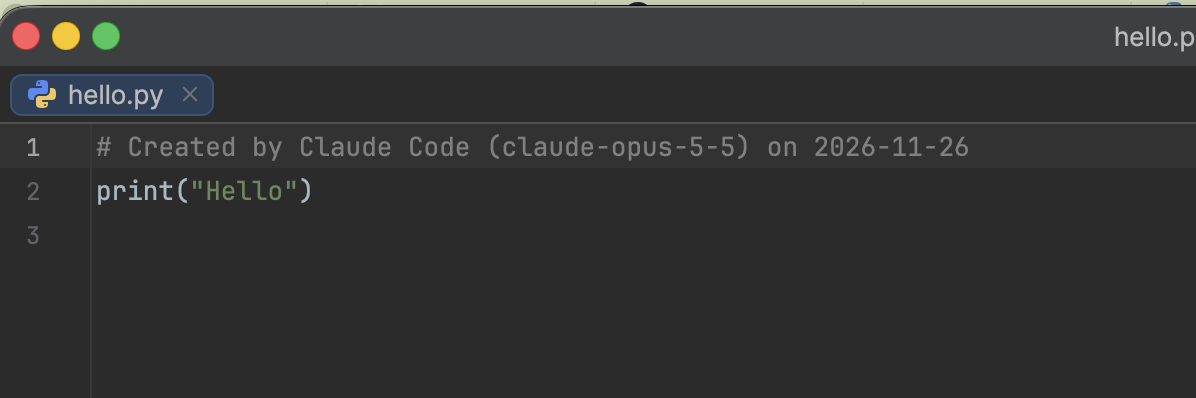 hello.p
hello.py
1 # Created by Claude Code (claude-opus-5-5) on 2026-11-26
2 print("Hello")
3